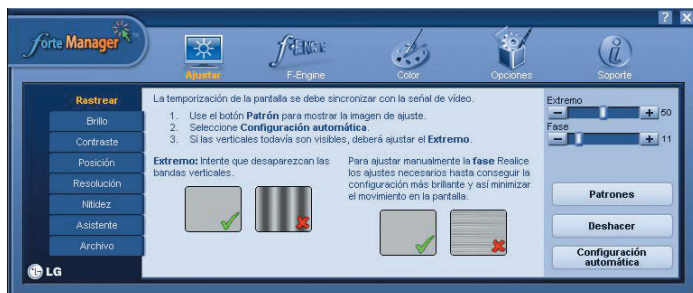 ? X
forte Manager™
Ajustar
F-ENGINE
F-Engine
Color
Opciones
i
Soporte
Rastrear
Brillo
Contraste
Posición
Resolución
Nitidez
Asistente
Archivo
LG
La temporización de la pantalla se debe sincronizar con la señal de vídeo.
1. Use el botón Patrón para mostrar la imagen de ajuste.
2. Seleccione Configuración automática.
3. Si las verticales todavía son visibles, deberá ajustar el Extremo.
Extremo: Intente que desaparezcan las
bandas verticales.
Para ajustar manualmente la fase Realice
los ajustes necesarios hasta conseguir la
configuración más brillante y así minimizar
el movimiento en la pantalla.
Extremo
50
Fase
11
Patrones
Deshacer
Configuración
automática